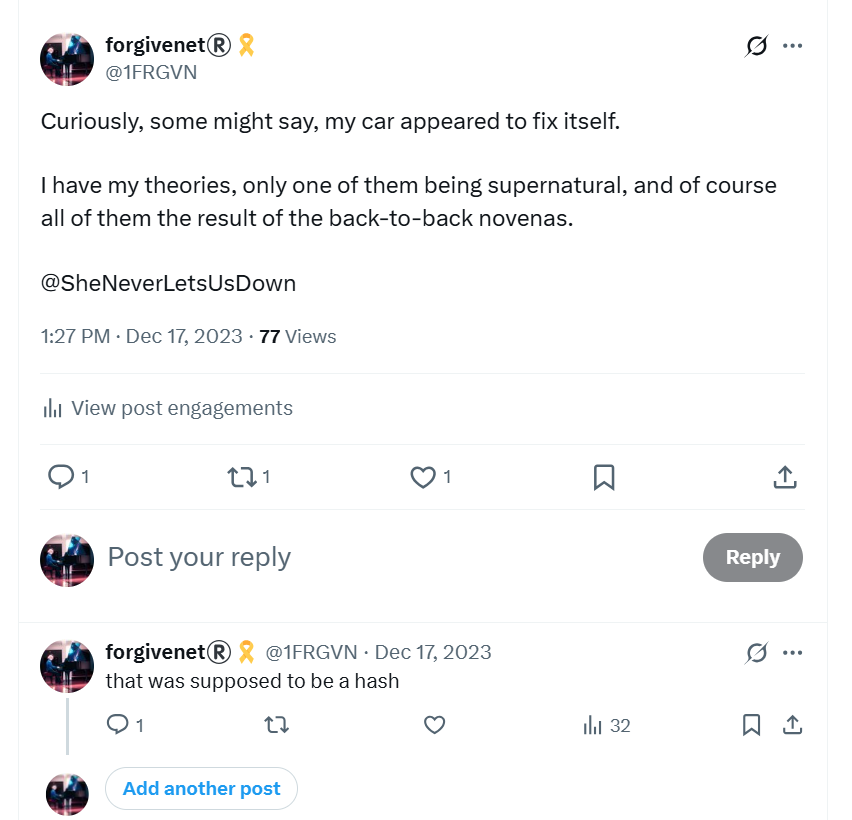 forgivenet® 🎗
@1FRGVN
Curiously, some might say, my car appeared to fix itself.
I have my theories, only one of them being supernatural, and of course
all of them the result of the back-to-back novenas.
@SheNeverLetsUsDown
1:27 PM · Dec 17, 2023 · 77 Views
View post engagements
1 1 1
Post your reply
Reply
forgivenet® 🎗 @1FRGVN · Dec 17, 2023
that was supposed to be a hash
1 32
Add another post